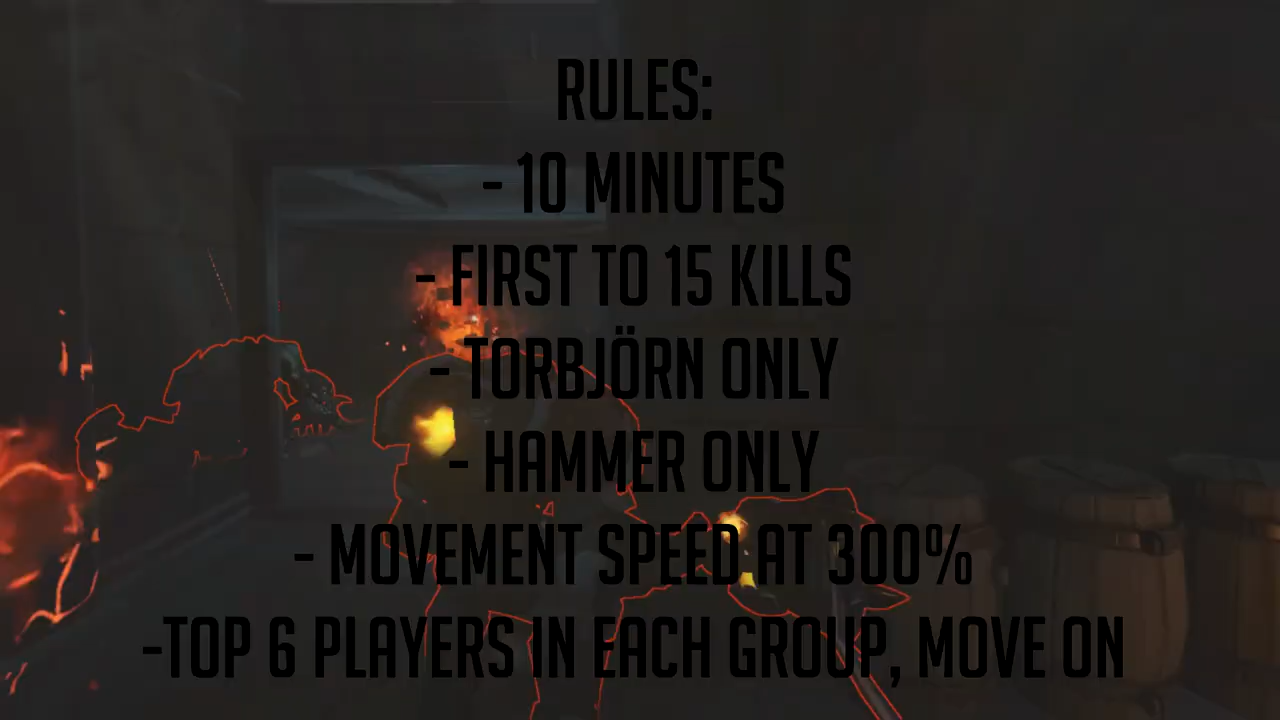 RULES:
- 10 MINUTES
- FIRST TO 15 KILLS
- TORBJÖRN ONLY
- HAMMER ONLY
- MOVEMENT SPEED AT 300%
-TOP 6 PLAYERS IN EACH GROUP, MOVE ON